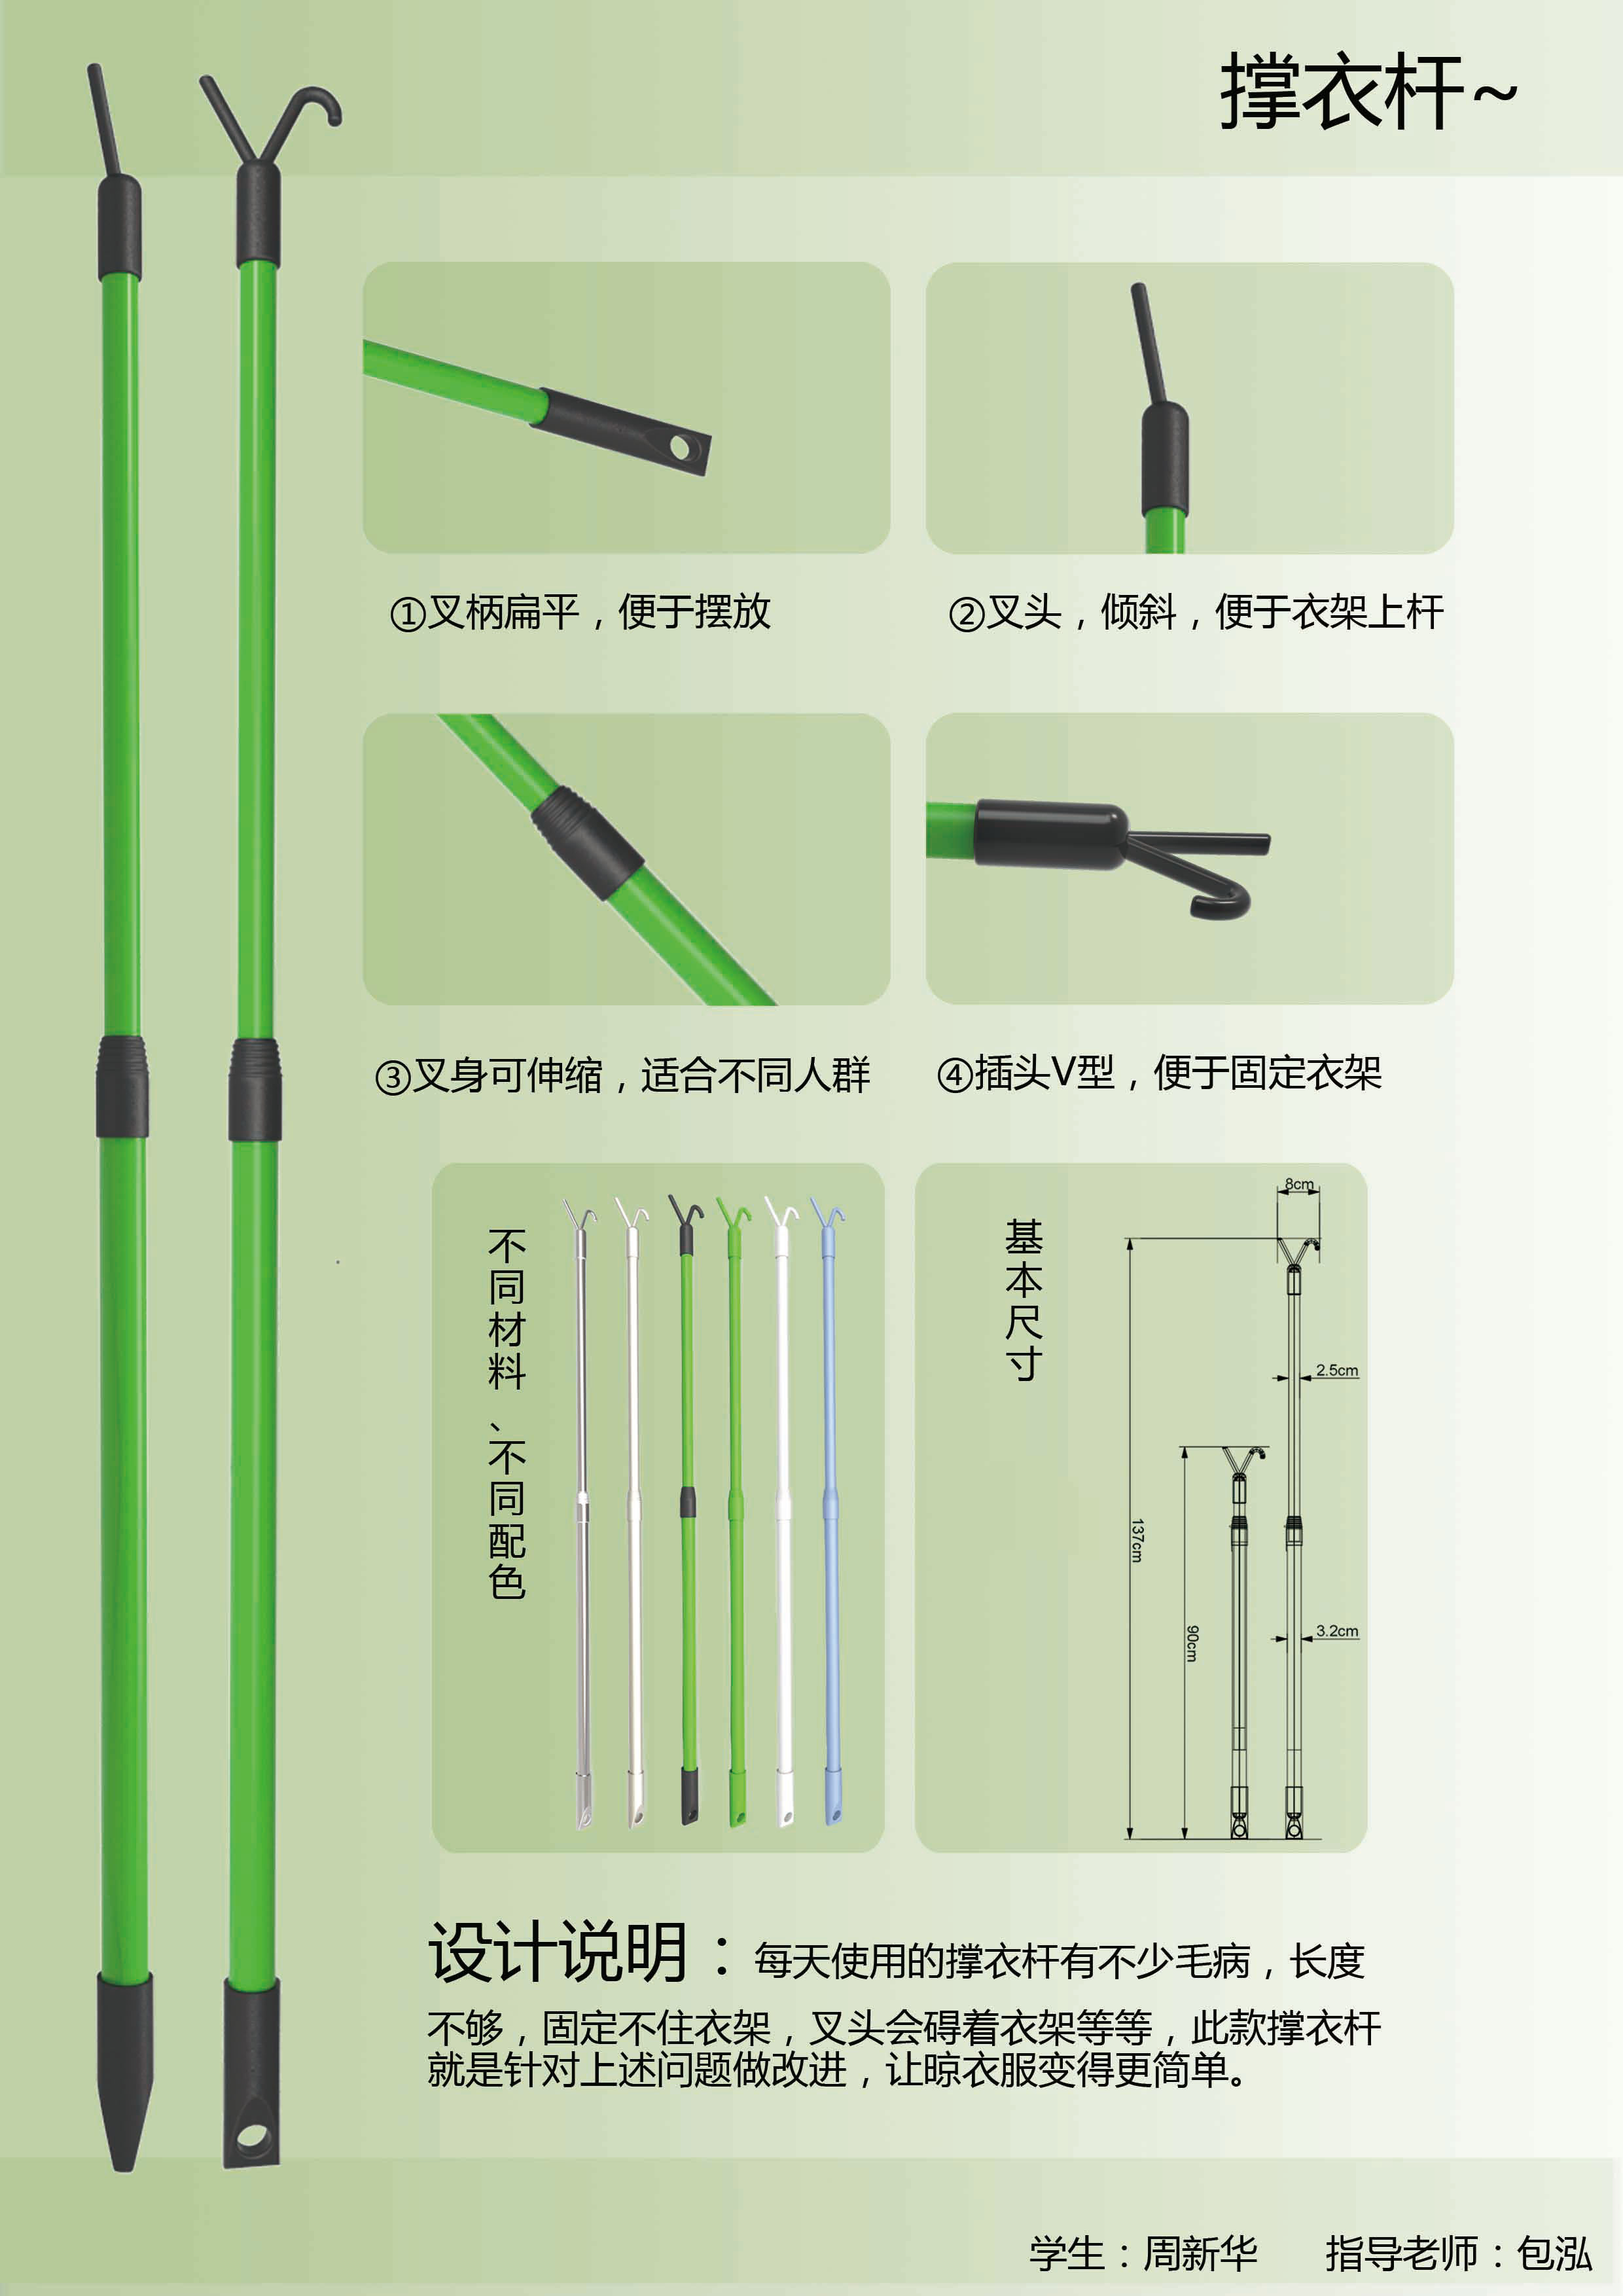 撑衣杆~
①叉柄扁平，便于摆放
②叉头，倾斜，便于衣架上杆
③叉身可伸缩，适合不同人群
④插头V型，便于固定衣架
不同材料、不同配色
基本尺寸
8cm
2.5cm
137cm
90cm
3.2cm
设计说明：每天使用的撑衣杆有不少毛病，长度
不够，固定不住衣架，叉头会碍着衣架等等，此款撑衣杆
就是针对上述问题做改进，让晾衣服变得更简单。
学生：周新华 指导老师：包泓